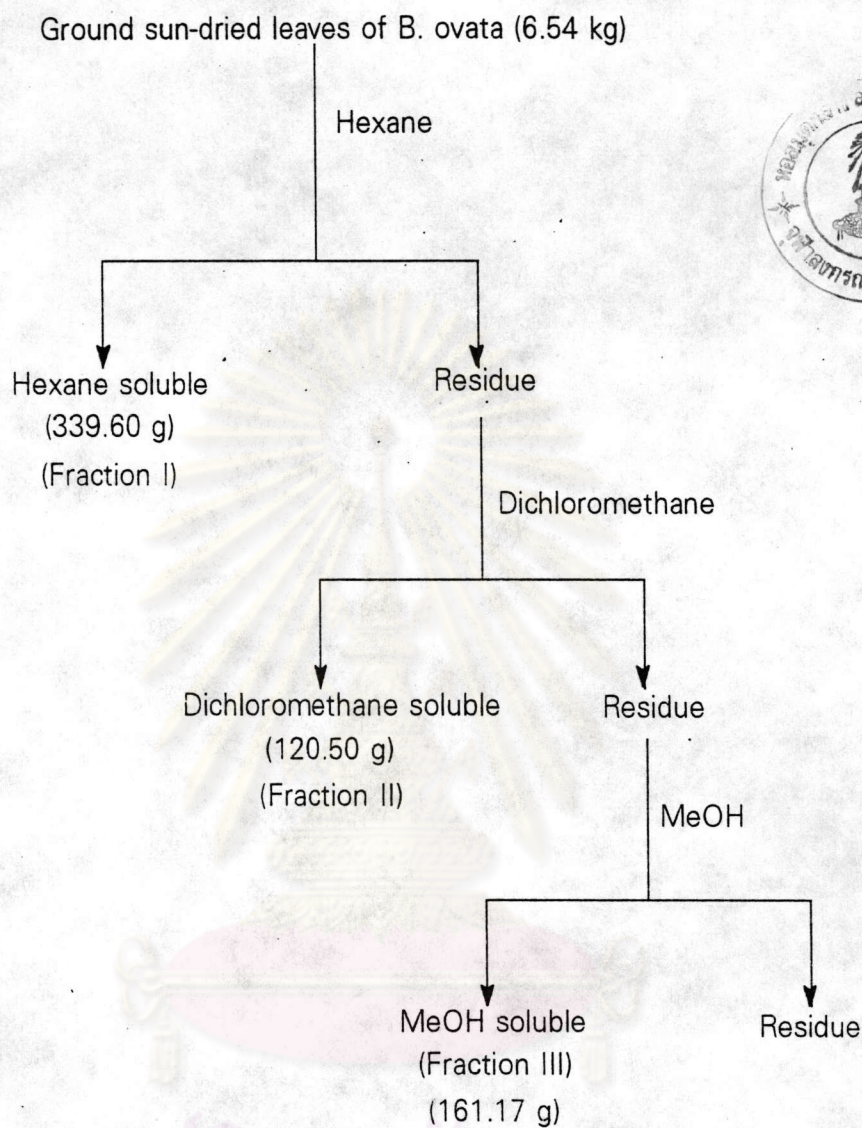 Ground sun-dried leaves of B. ovata (6.54 kg)
Hexane
Hexane soluble
(339.60 g)
(Fraction I)
Residue
Dichloromethane
Dichloromethane soluble
(120.50 g)
(Fraction II)
Residue
MeOH
MeOH soluble
(Fraction III)
(161.17 g)
Residue